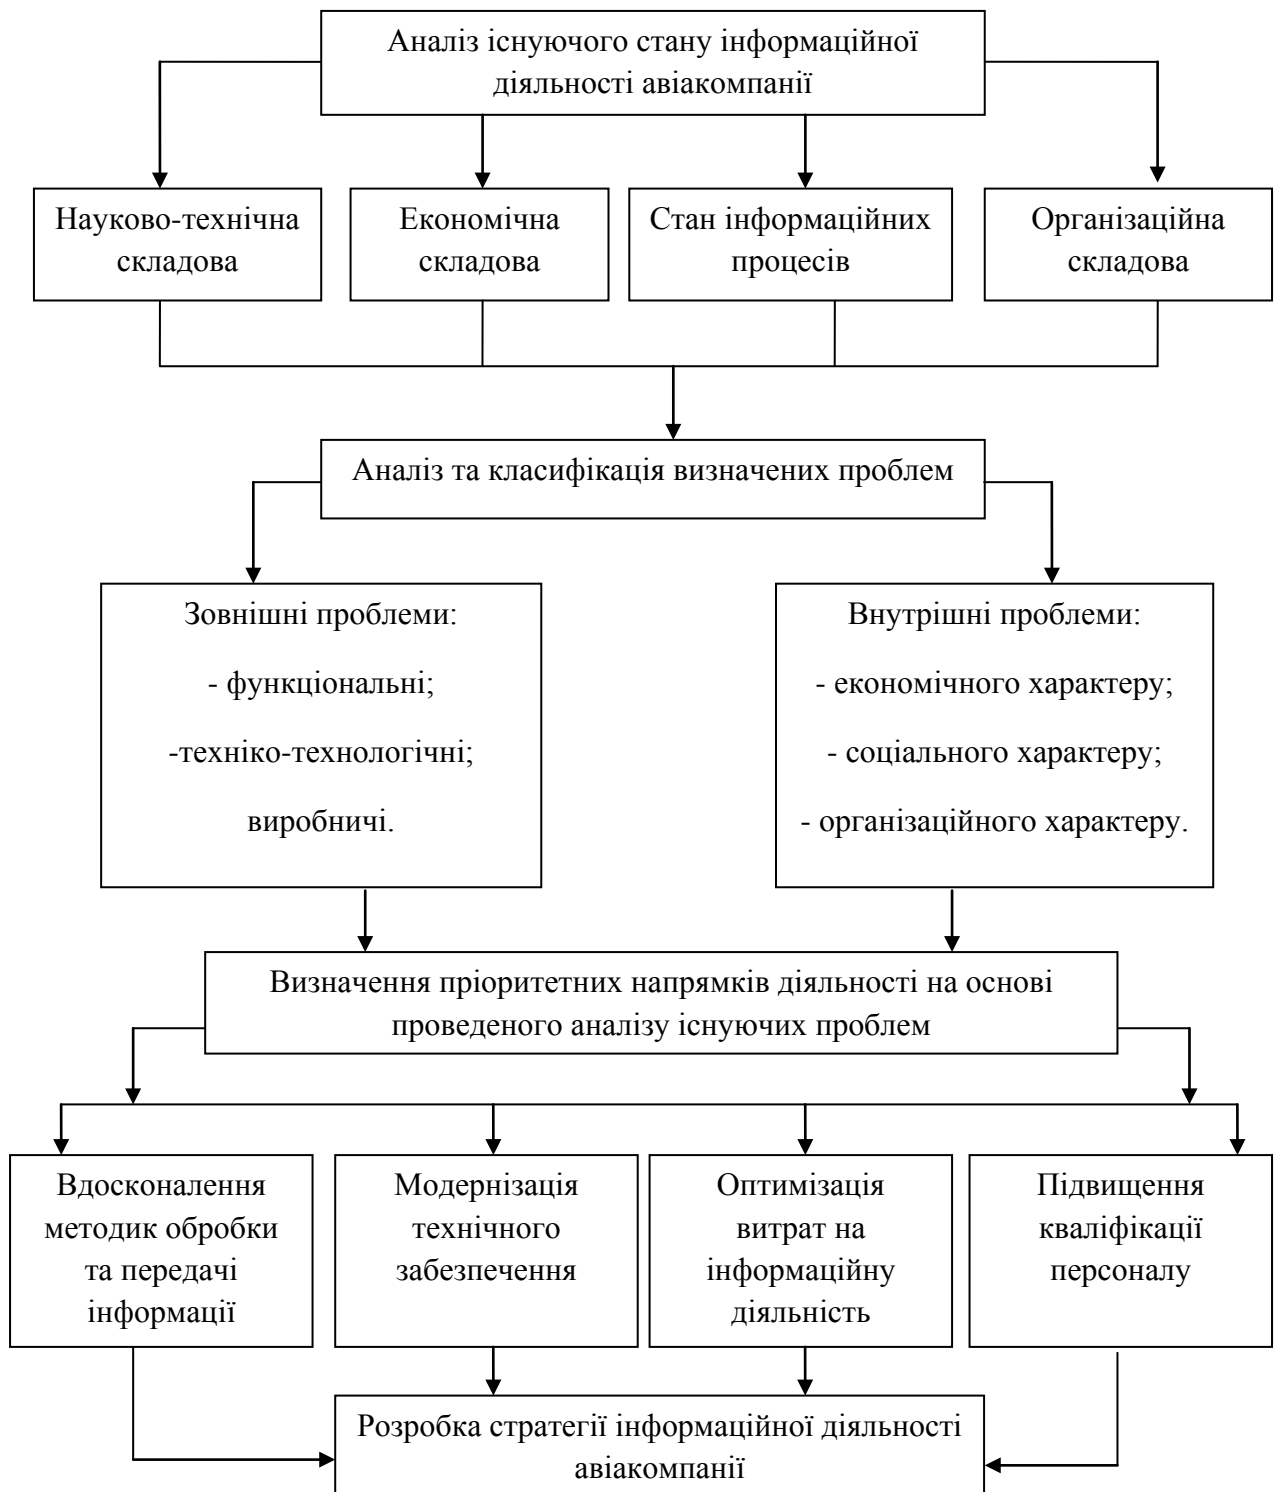 Аналіз існуючого стану інформаційної
діяльності авіакомпанії
Науково-технічна
складова
Економічна
складова
Стан інформаційних
процесів
Організаційна
складова
Аналіз та класифікація визначених проблем
Зовнішні проблеми:
- функціональні;
-техніко-технологічні;
виробничі.
Внутрішні проблеми:
- економічного характеру;
- соціального характеру;
- організаційного характеру.
Визначення пріоритетних напрямків діяльності на основі
проведеного аналізу існуючих проблем
Вдосконалення
методик обробки
та передачі
інформації
Модернізація
технічного
забезпечення
Оптимізація
витрат на
інформаційну
діяльність
Підвищення
кваліфікації
персоналу
Розробка стратегії інформаційної діяльності
авіакомпанії